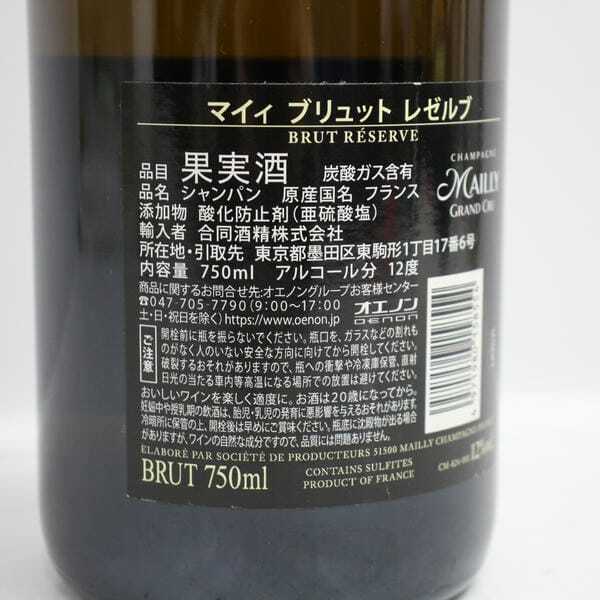 マイィ ブリュット レゼルブ
BRUT RÉSERVE
品目 果実酒 炭酸ガス含有
品名 シャンパン 原産国名 フランス
添加物 酸化防止剤(亜硫酸塩)
輸入者 合同酒精株式会社
所在地・引取先 東京都墨田区東駒形1丁目17番6号
内容量 750ml アルコール分 12度
商品に関するお問合せ先:オエノングループお客様センター
☎047-705-7790(9:00~17:00)
土・日・祝日を除く)https://www.oenon.jp
オエノン
OENON
CHAMPAGNE
MAILLY
GRAND CRU
ご注意
開栓前に瓶を振らないでください。瓶口を、ガラスなどの割れも
のがなく人のいない安全な方向に向けてから開栓してください。
破裂するおそれがありますので、瓶への衝撃や冷凍庫保管、直射
日光の当たる車内等高温になる場所での放置は避けてください。
おいしいワインを楽しく適度に。お酒は20歳になってから。
妊娠中や授乳期の飲酒は、胎児・乳児の発育に悪影響を与えるおそれがあります。
冷暗所に保管の上、開栓後は早めにご賞味ください。瓶底に沈殿物が出る場合
がありますが、ワインの自然な成分ですので、品質には問題ありません。
ELABORÉ PAR SOCIÉTÉ DE PRODUCTEURS 51500 MAILLY CHAMPAGNE
BRUT 750ml
CONTAINS SULFITES
PRODUCT OF FRANCE
12%